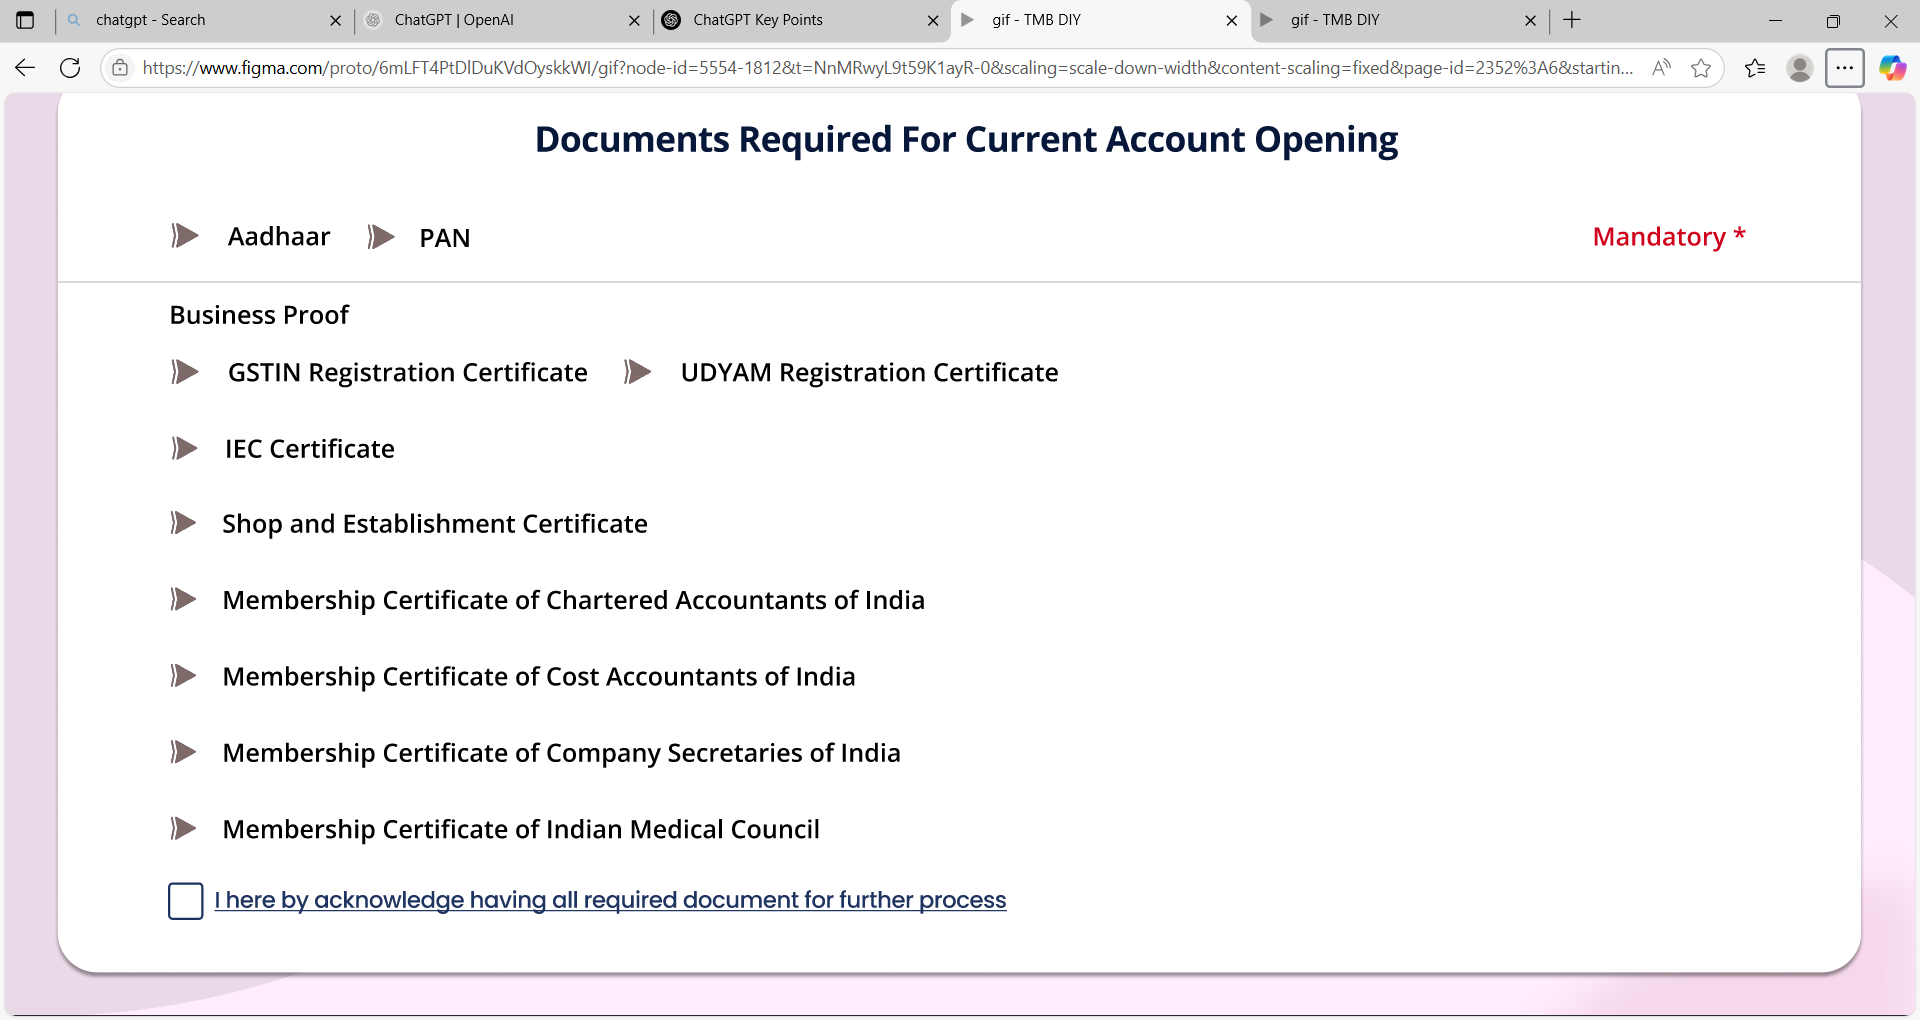 chatgpt - Search
ChatGPT | OpenAI
ChatGPT Key Points
gif - TMB DIY
gif - TMB DIY
https://www.figma.com/proto/6mLFT4PtDlDuKVdOyskkWI/gif?node-id=5554-1812&t=NnMRwyL9t59K1ayR-0&scaling=scale-down-width&content-scaling=fixed&page-id=2352%3A6&startin...
Documents Required For Current Account Opening
Aadhaar PAN Mandatory *
Business Proof
GSTIN Registration Certificate UDYAM Registration Certificate
IEC Certificate
Shop and Establishment Certificate
Membership Certificate of Chartered Accountants of India
Membership Certificate of Cost Accountants of India
Membership Certificate of Company Secretaries of India
Membership Certificate of Indian Medical Council
I here by acknowledge having all required document for further process